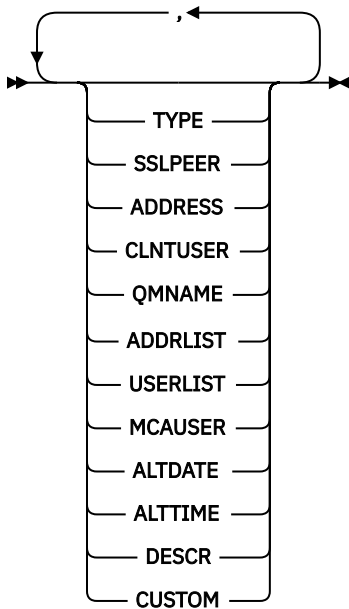 ,
TYPE
SSLPEER
ADDRESS
CLNTUSER
QMNAME
ADDRLIST
USERLIST
MCAUSER
ALTDATE
ALTTIME
DESCR
CUSTOM